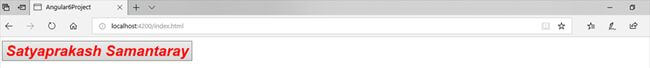 Angular6Project
localhost:4200/index.html
Satyaprakash Samantaray